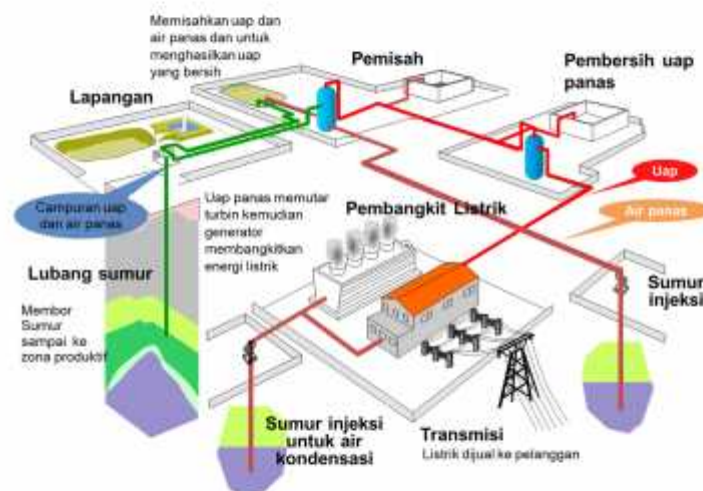 Memisahkan uap dan
air panas dan untuk
menghasilkan uap
yang bersih
Pemisah
Pembersih uap
panas
Lapangan
Uap
Campuran uap
dan air panas
Uap panas memutar
turbin kemudian
generator
membangkitkan
energi listrik
Pembangkit Listrik
Air panas
Lubang sumur
Membor
Sumur
sampai ke
zona produktif
Sumur
injeksi
Sumur injeksi
untuk air
kondensasi
Transmisi
Listrik dijual ke pelanggan